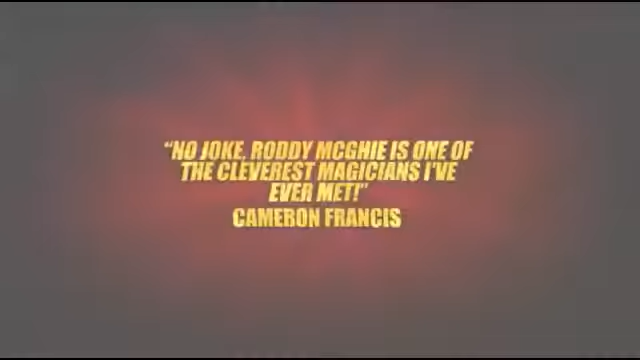 “NO JOKE, RODDY MCGHIE IS ONE OF
THE CLEVEREST MAGICIANS I'VE
EVER MET!”
CAMERON FRANCIS